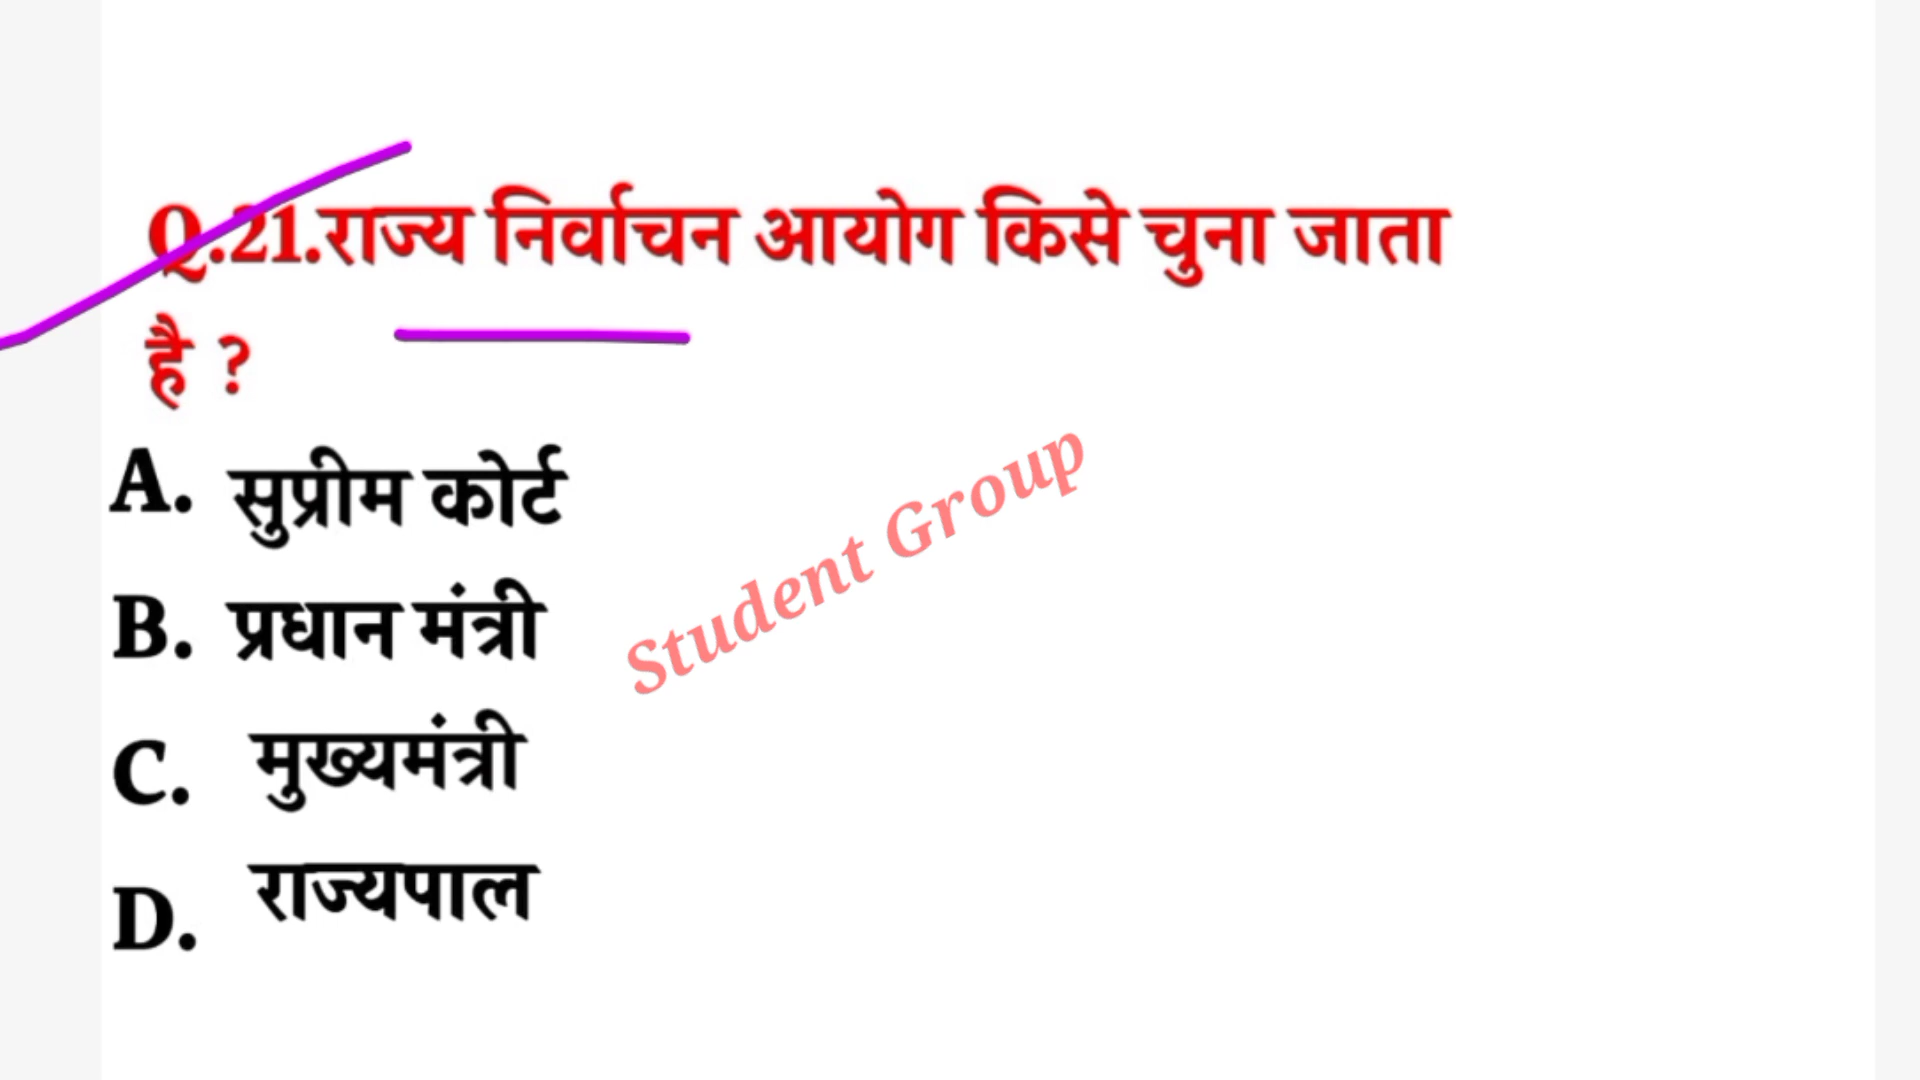 Q.21.राज्य निर्वाचन आयोग किसे चुना जाता
है ?
A. सुप्रीम कोर्ट
B. प्रधान मंत्री
C. मुख्यमंत्री
D. राज्यपाल
Student Group